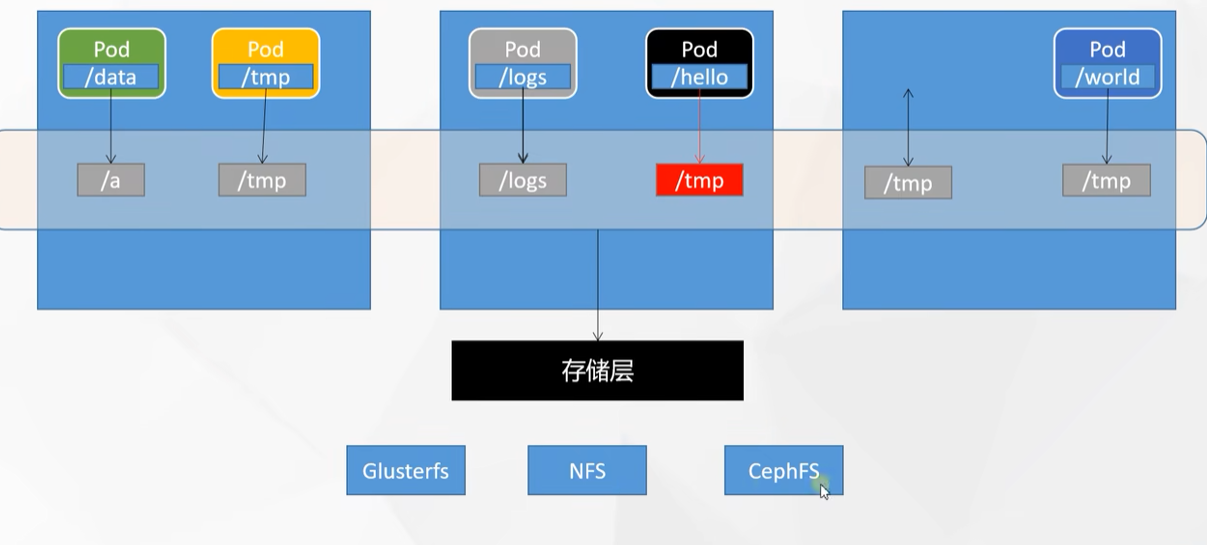 Pod
/data
Pod
/tmp
Pod
/logs
Pod
/hello
Pod
/world
/a
/tmp
/logs
/tmp
/tmp
/tmp
存储层
Glusterfs
NFS
CephFS